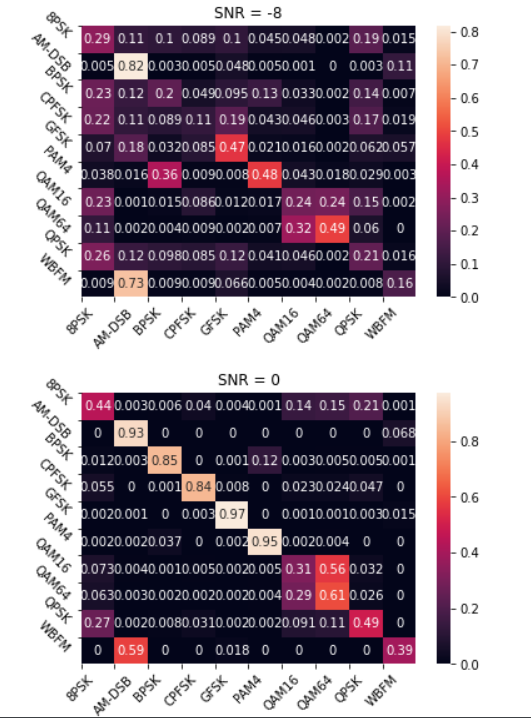 SNR = -8
8PSK 0.29 0.11 0.1 0.089 0.1 0.045 0.048 0.002 0.19 0.015
AM-DSB 0.005 0.82 0.003 0.005 0.048 0.005 0.001 0 0.003 0.11
BPSK 0.23 0.12 0.2 0.049 0.095 0.13 0.033 0.002 0.14 0.007
CPFSK 0.22 0.11 0.089 0.11 0.19 0.043 0.046 0.003 0.17 0.019
GFSK 0.07 0.18 0.032 0.085 0.47 0.021 0.016 0.002 0.062 0.057
PAM4 0.038 0.016 0.36 0.009 0.008 0.48 0.043 0.018 0.029 0.003
QAM16 0.23 0.001 0.015 0.086 0.012 0.017 0.24 0.24 0.15 0.002
QAM64 0.11 0.002 0.004 0.009 0.002 0.007 0.32 0.49 0.06 0
QPSK 0.26 0.12 0.098 0.085 0.12 0.041 0.046 0.002 0.21 0.016
WBFM 0.009 0.73 0.009 0.009 0.066 0.005 0.004 0.002 0.008 0.16
8PSK AM-DSB BPSK CPFSK GFSK PAM4 QAM16 QAM64 QPSK WBFM
0.8
0.7
0.6
0.5
0.4
0.3
0.2
0.1
0.0
SNR = 0
8PSK 0.44 0.003 0.006 0.04 0.004 0.001 0.14 0.15 0.21 0.001
AM-DSB 0 0.93 0 0 0 0 0 0 0 0.068
BPSK 0.012 0.003 0.85 0 0.001 0.12 0.003 0.005 0.005 0.001
CPFSK 0.055 0 0.001 0.84 0.008 0 0.023 0.024 0.047 0
GFSK 0.002 0.001 0 0.003 0.97 0 0.001 0.001 0.003 0.015
PAM4 0.002 0.002 0.037 0 0.002 0.95 0.002 0.004 0 0
QAM16 0.073 0.004 0.001 0.005 0.002 0.005 0.31 0.56 0.032 0
QAM64 0.063 0.003 0.002 0.002 0.002 0.004 0.29 0.61 0.026 0
QPSK 0.27 0.002 0.008 0.031 0.002 0.002 0.091 0.11 0.49 0
WBFM 0 0.59 0 0 0.018 0 0 0 0 0.39
8PSK AM-DSB BPSK CPFSK GFSK PAM4 QAM16 QAM64 QPSK WBFM
0.8
0.6
0.4
0.2
0.0